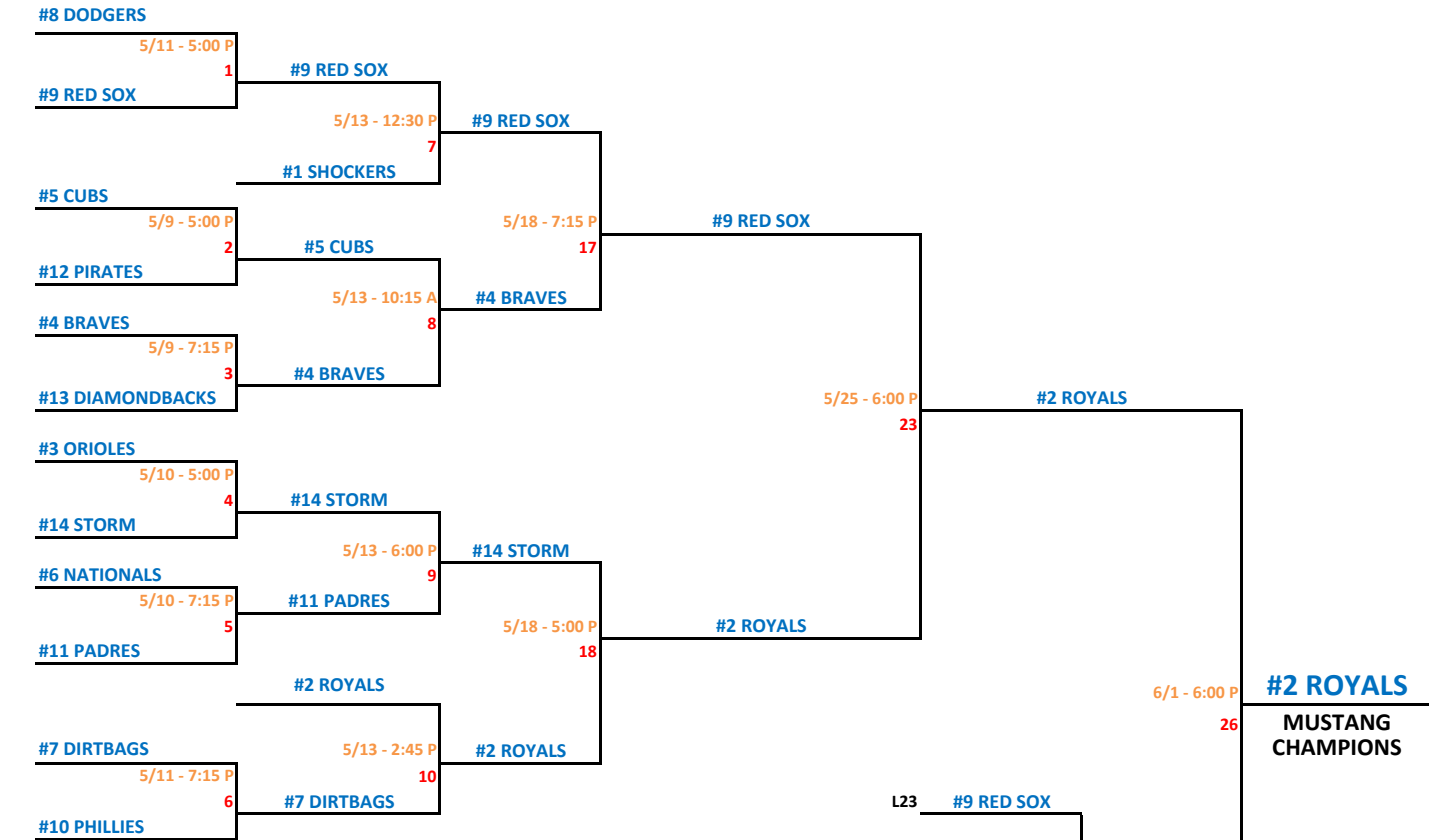 #8 DODGERS
5/11 - 5:00 P
1
#9 RED SOX
#9 RED SOX
5/13 - 12:30 P
#9 RED SOX
7
#1 SHOCKERS
#5 CUBS
5/9 - 5:00 P
5/18 - 7:15 P
#9 RED SOX
2
#5 CUBS
17
#12 PIRATES
5/13 - 10:15 A
#4 BRAVES
#4 BRAVES
8
5/9 - 7:15 P
3
#4 BRAVES
#13 DIAMONDBACKS
5/25 - 6:00 P
#2 ROYALS
23
#3 ORIOLES
5/10 - 5:00 P
4
#14 STORM
#14 STORM
5/13 - 6:00 P
#14 STORM
#6 NATIONALS
9
5/10 - 7:15 P
#11 PADRES
5
5/18 - 5:00 P
#2 ROYALS
#11 PADRES
18
#2 ROYALS
6/1 - 6:00 P
#2 ROYALS
26
MUSTANG
CHAMPIONS
#7 DIRTBAGS
5/13 - 2:45 P
#2 ROYALS
5/11 - 7:15 P
10
6
#7 DIRTBAGS
L23
#9 RED SOX
#10 PHILLIES